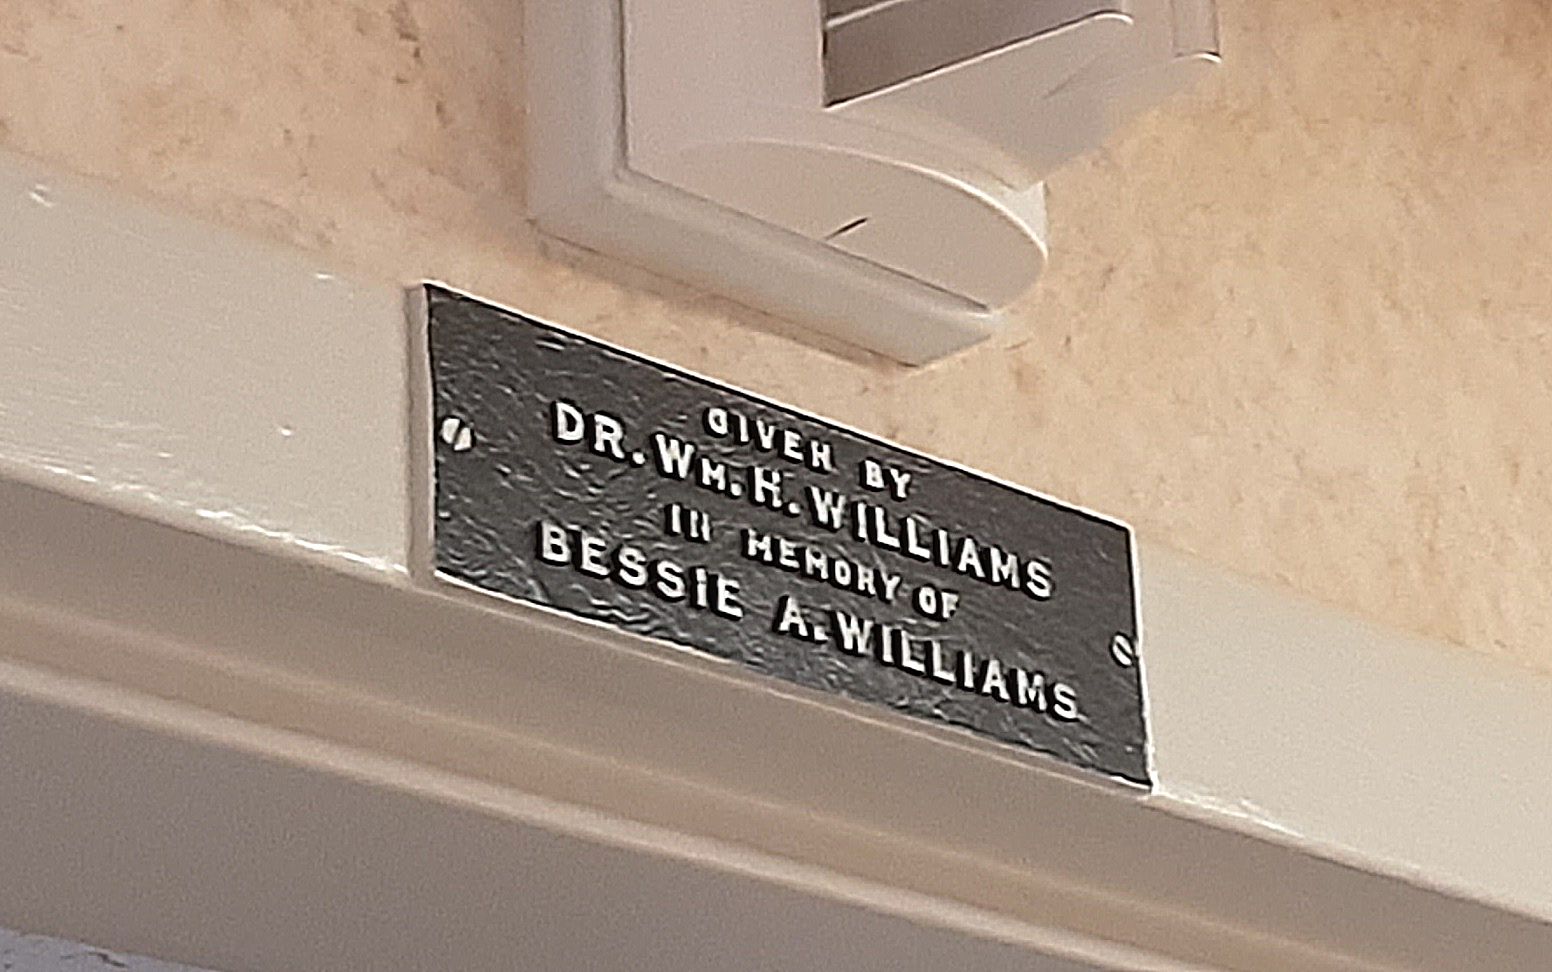 GIVEN BY
DR. WM. H. WILLIAMS
IN MEMORY OF
BESSIE A. WILLIAMS